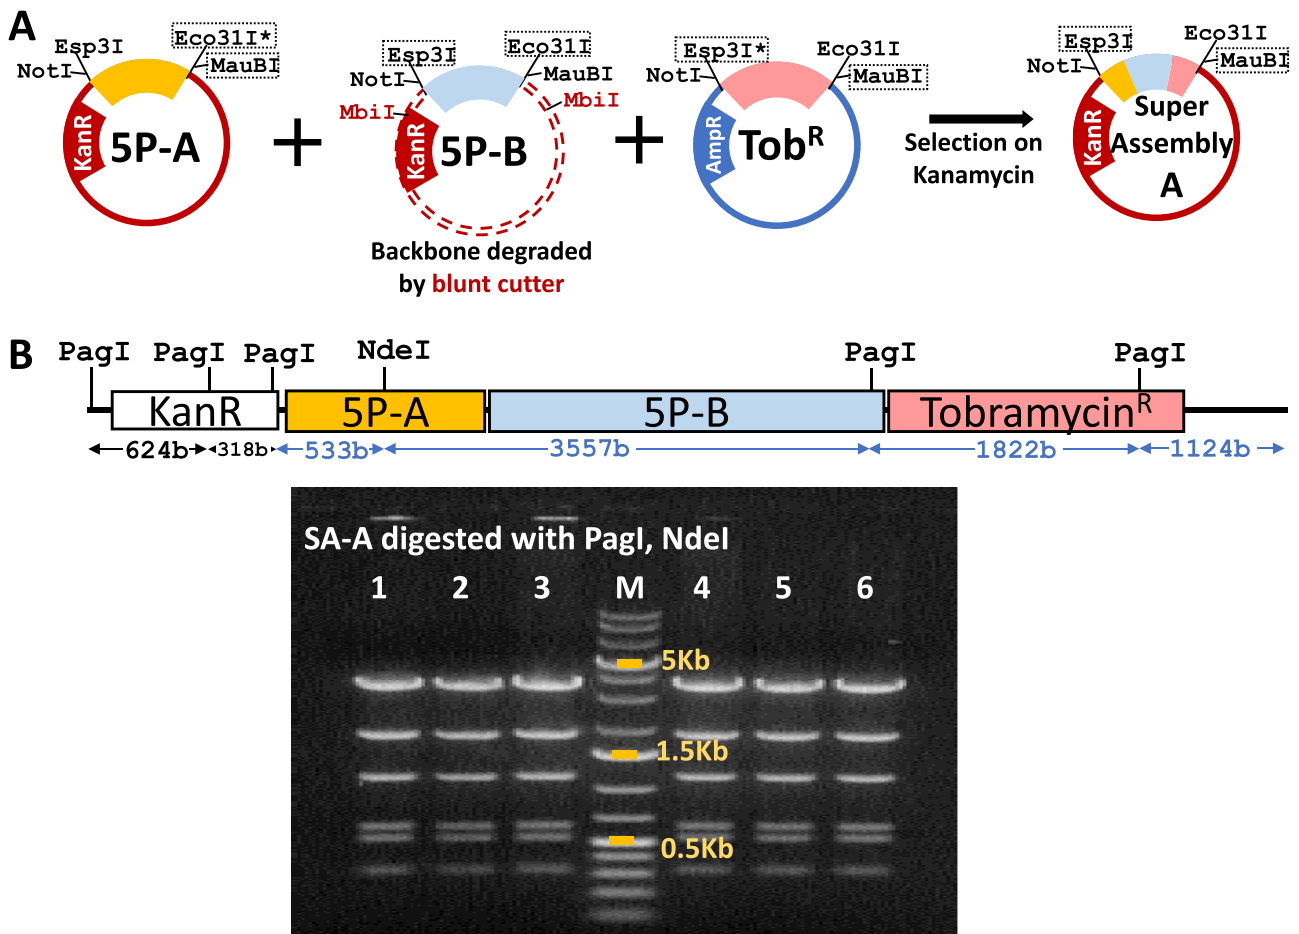 A
Esp3I
Eco31I*
NotI
MauBI
KanR
5P-A
+
Esp3I
Eco31I
NotI
MauBI
MbiI
MbiI
KanR
5P-B
Backbone degraded
by blunt cutter
+
Esp3I*
Eco31I
NotI
MauBI
AmpR
Tobᴿ
Selection on
Kanamycin
Esp3I
Eco31I
NotI
MauBI
KanR
Super
Assembly
A
B
PagI PagI PagI NdeI PagI PagI
KanR 5P-A 5P-B Tobramycinᴿ
624b 318b 533b 3557b 1822b 1124b
SA-A digested with PagI, NdeI
1 2 3 M 4 5 6
5Kb
1.5Kb
0.5Kb